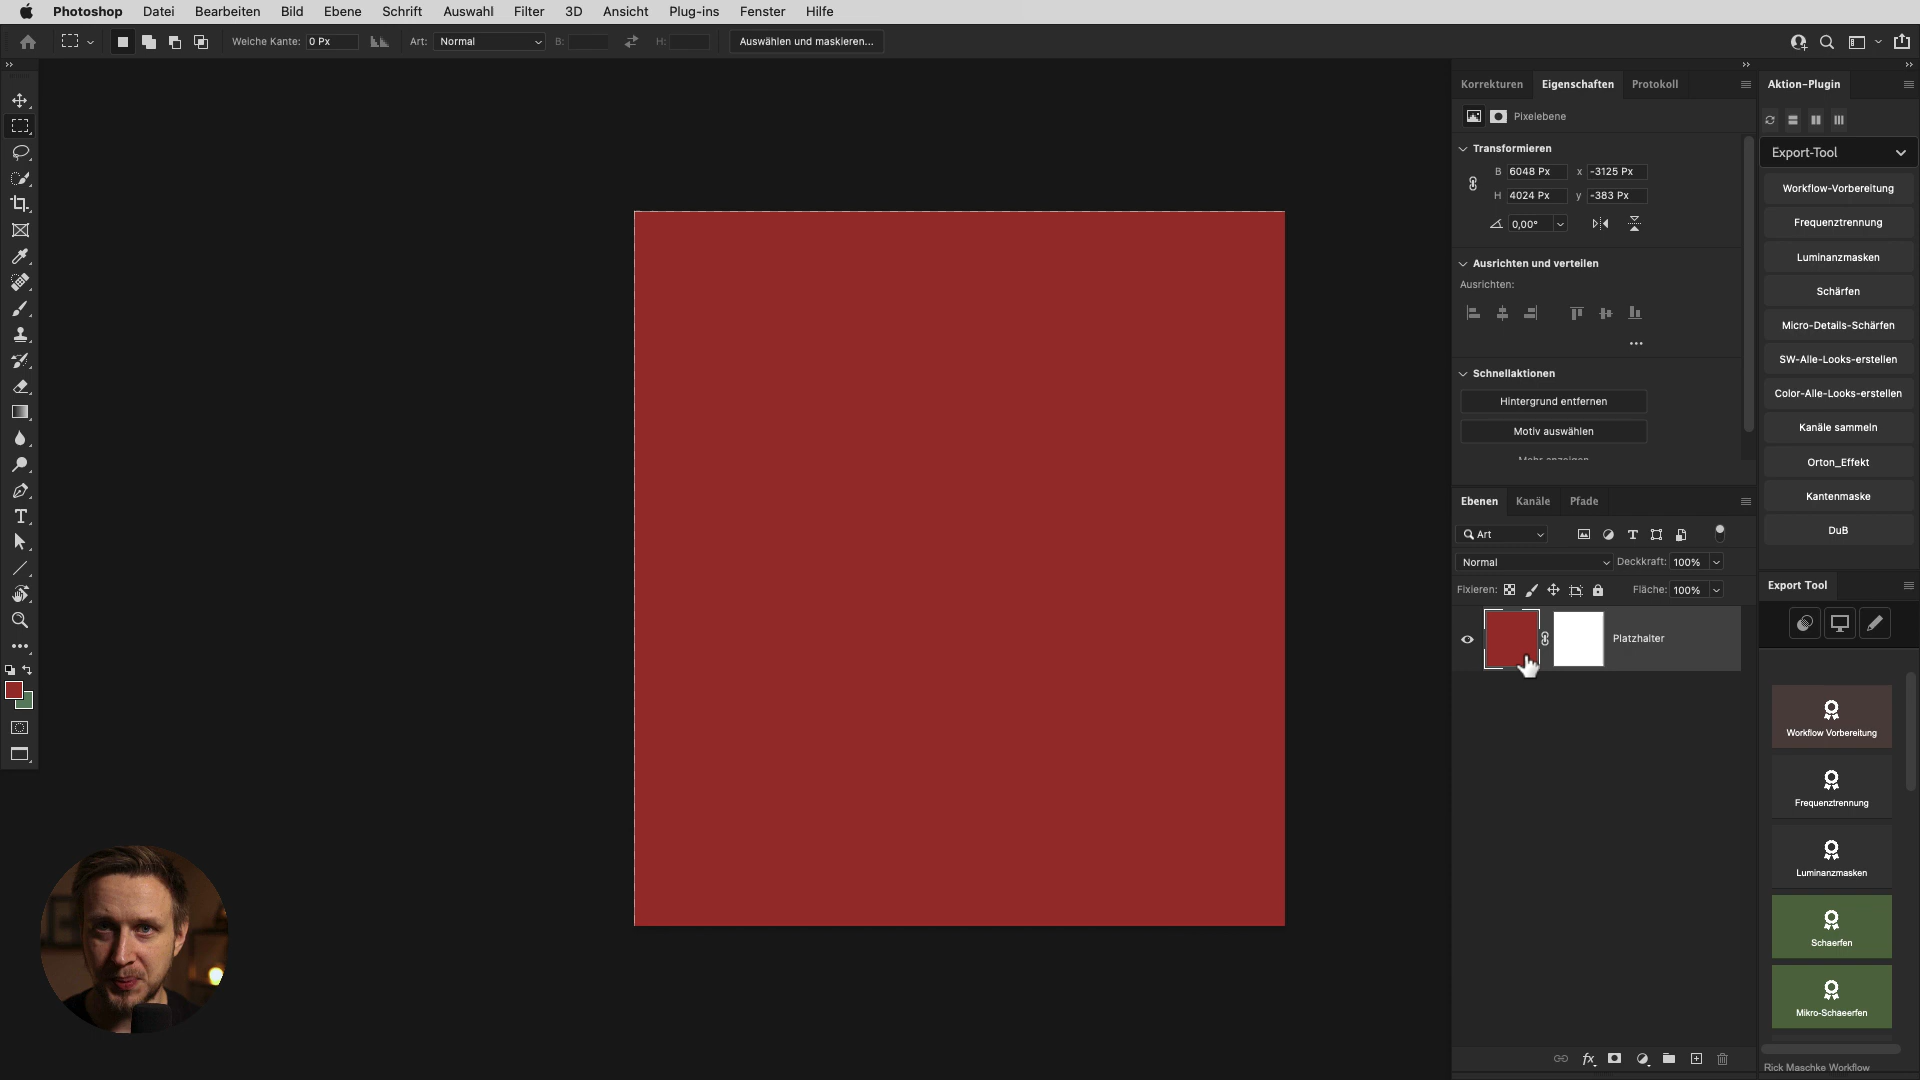 Photoshop Datei Bearbeiten Bild Ebene Schrift Auswahl Filter 3D Ansicht Plug-ins Fenster Hilfe
Weiche Kante: 0 Px Art: Normal B: H: Auswählen und maskieren...
Korrekturen Eigenschaften Protokoll
Pixelebene
Transformieren
B 6048 Px x -3125 Px
H 4024 Px y -383 Px
0,00°
Ausrichten und verteilen
Ausrichten:
Schnellaktionen
Hintergrund entfernen
Motiv auswählen
Mehr anzeigen
Ebenen Kanäle Pfade
Art
Normal Deckkraft: 100%
Fixieren: Fläche: 100%
Platzhalter
fx
Aktion-Plugin
Export-Tool
Workflow-Vorbereitung
Frequenztrennung
Luminanzmasken
Schärfen
Micro-Details-Schärfen
SW-Alle-Looks-erstellen
Color-Alle-Looks-erstellen
Kanäle sammeln
Orton_Effekt
Kantenmaske
DuB
Export Tool
Workflow Vorbereitung
Frequenztrennung
Luminanzmasken
Schaerfen
Mikro-Schaeerfen
Rick Maschke Workflow